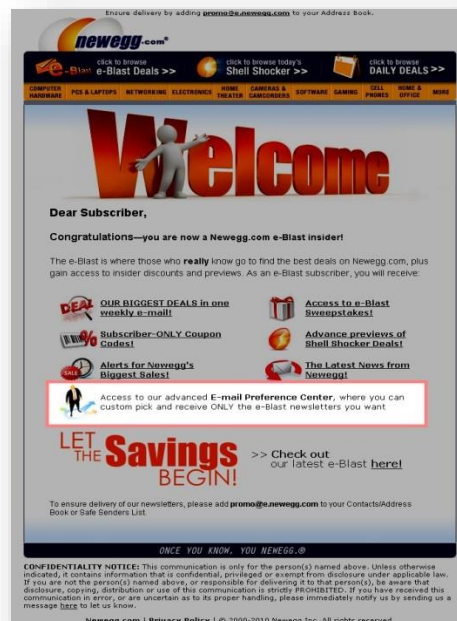 Ensure delivery by adding promo@e.newegg.com to your Address Book.
newegg.com®
click to browse
e-Blast Deals >>
click to browse today's
Shell Shocker >>
click to browse
DAILY DEALS >>
COMPUTER HARDWARE PCS & LAPTOPS NETWORKING ELECTRONICS HOME THEATER CAMERAS & CAMCORDERS SOFTWARE GAMING CELL PHONES HOME & OFFICE MORE
Welcome
Dear Subscriber,
Congratulations—you are now a Newegg.com e-Blast insider!
The e-Blast is where those who really know go to find the best deals on Newegg.com, plus
gain access to insider discounts and previews. As an e-Blast subscriber, you will receive:
DEAL
OUR BIGGEST DEALS in one
weekly e-mail!
Access to e-Blast
Sweepstakes!
%
Subscriber-ONLY Coupon
Codes!
Advance previews of
Shell Shocker Deals!
SALE
Alerts for Newegg's
Biggest Sales!
The Latest News from
Newegg!
Access to our advanced E-mail Preference Center, where you can
custom pick and receive ONLY the e-Blast newsletters you want
LET
THE Savings
BEGIN!
>> Check out
our latest e-Blast here!
To ensure delivery of our newsletters, please add promo@e.newegg.com to your Contacts/Address
Book or Safe Senders List.
ONCE YOU KNOW, YOU NEWEGG.®
CONFIDENTIALITY NOTICE: This communication is only for the person(s) named above. Unless otherwise
indicated, it contains information that is confidential, privileged or exempt from disclosure under applicable law.
If you are not the person(s) named above, or responsible for delivering it to that person(s), be aware that
disclosure, copying, distribution or use of this communication is strictly PROHIBITED. If you have received this
communication in error, or are uncertain as to its proper handling, please immediately notify us by sending us a
message here to let us know.
Newegg.com | Privacy Policy | © 2000-2010 Newegg Inc. All rights reserved.